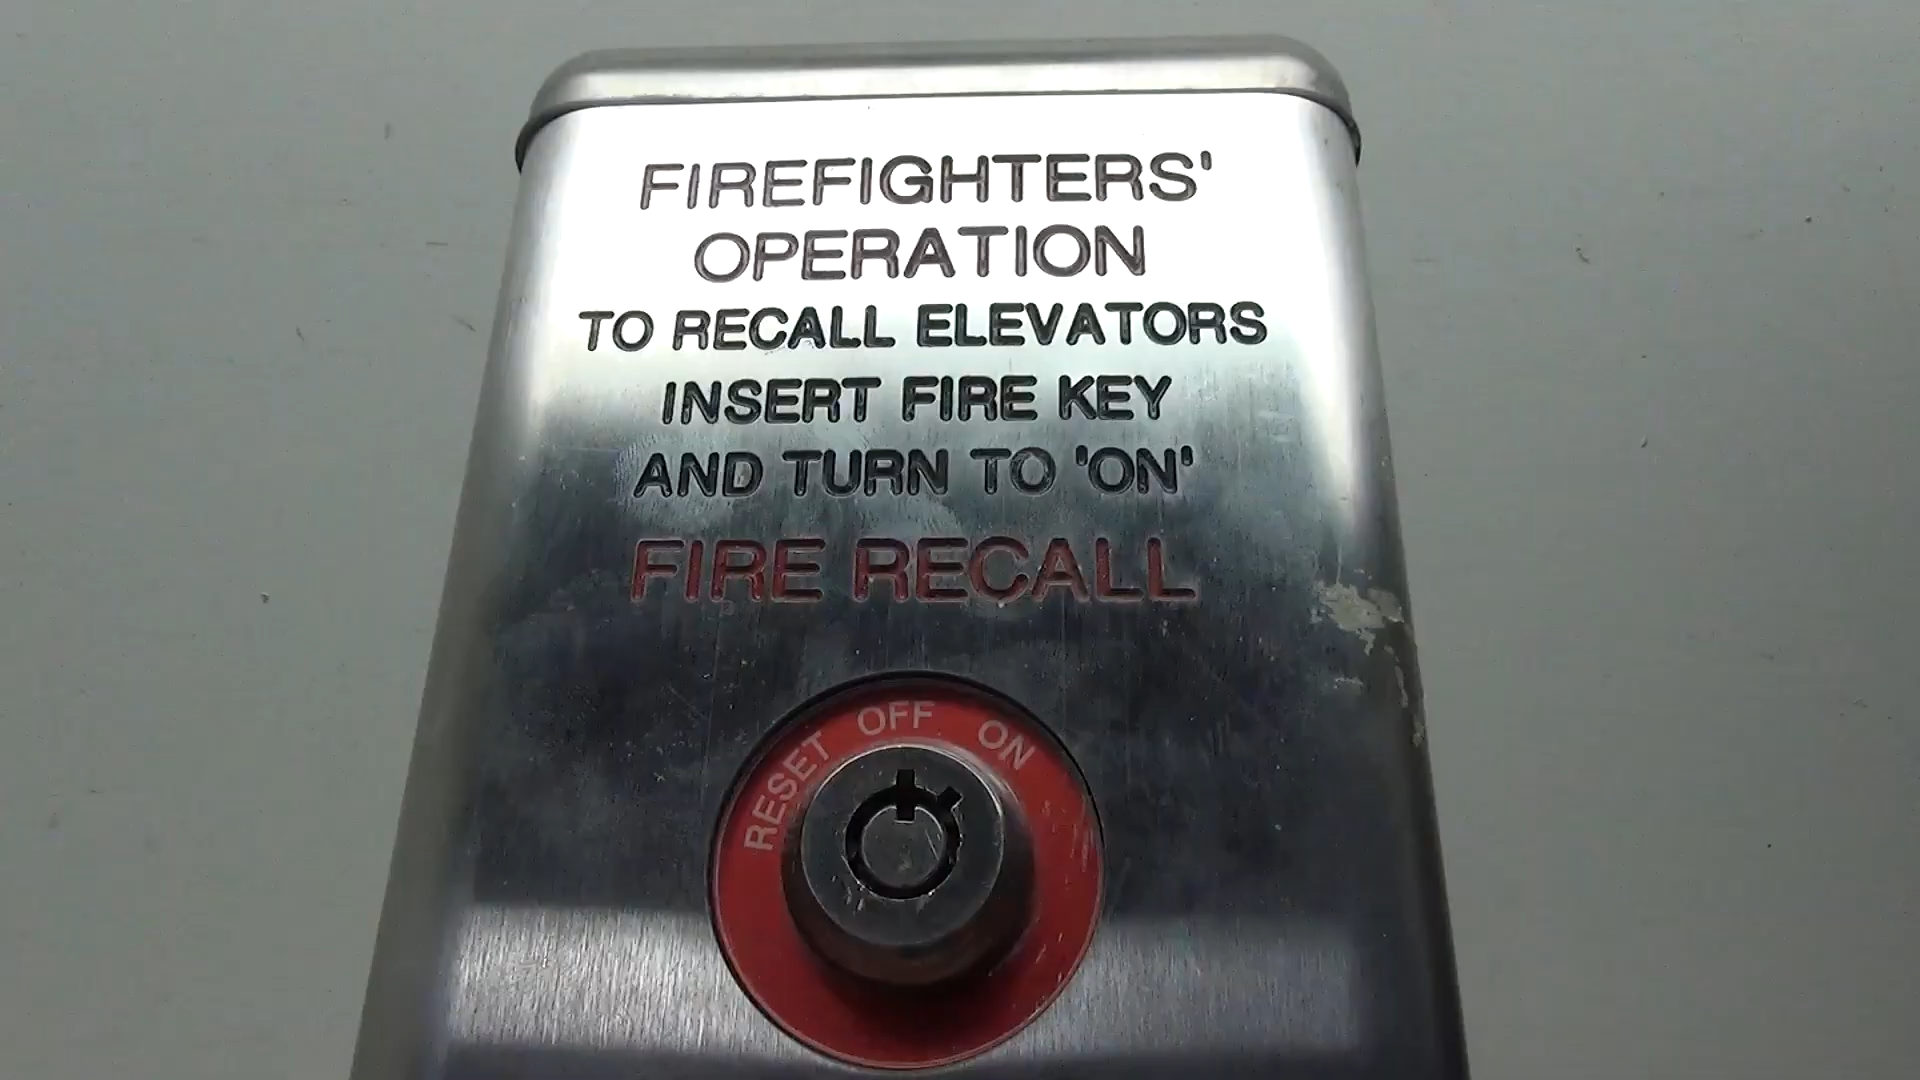 FIREFIGHTERS'
OPERATION
TO RECALL ELEVATORS
INSERT FIRE KEY
AND TURN TO 'ON'
FIRE RECALL
RESET OFF ON